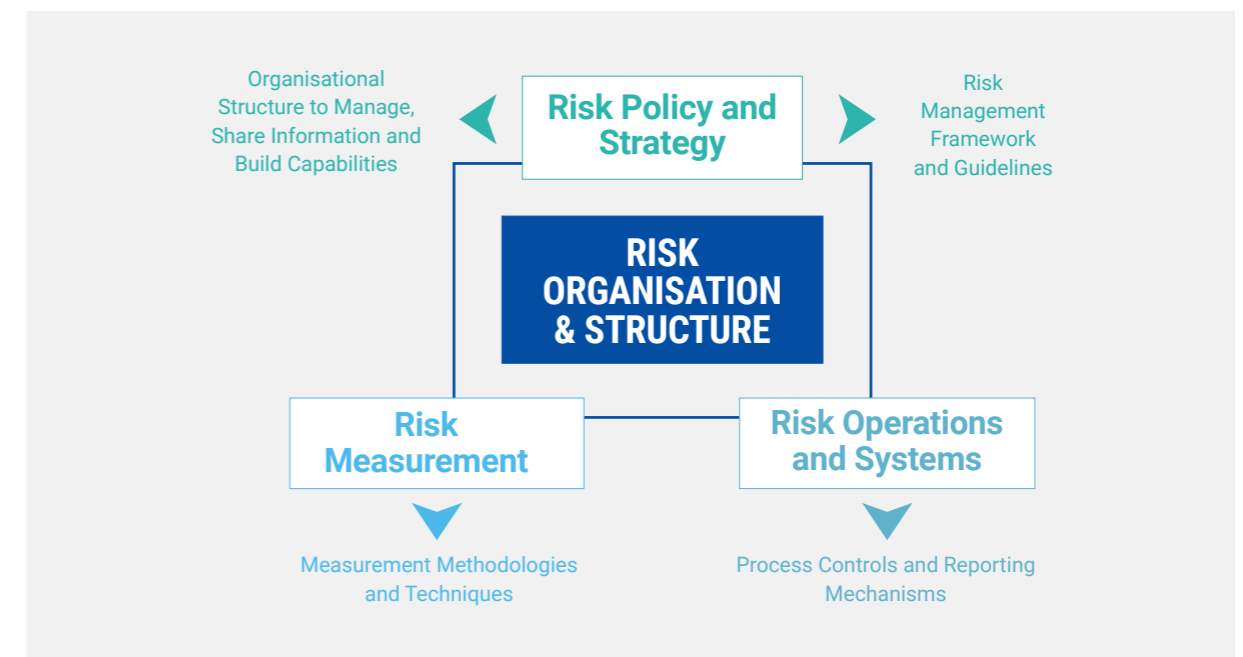 Organisational
Structure to Manage,
Share Information and
Build Capabilities
Risk Policy and
Strategy
Risk
Management
Framework
and Guidelines
RISK
ORGANISATION
& STRUCTURE
Risk
Measurement
Risk Operations
and Systems
Measurement Methodologies
and Techniques
Process Controls and Reporting
Mechanisms